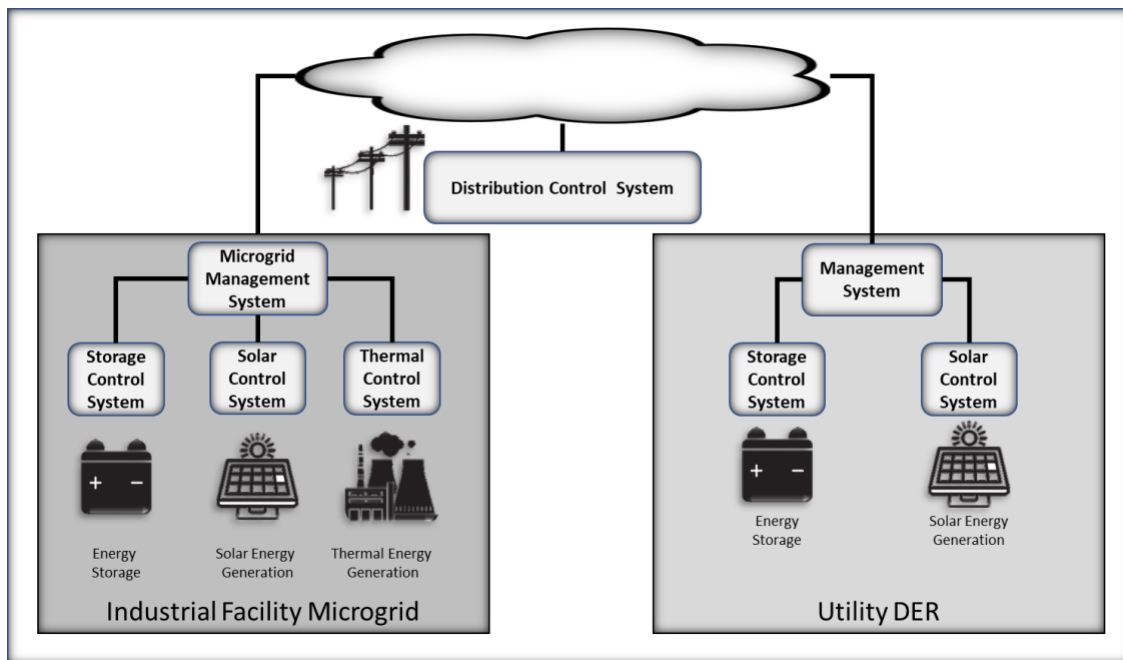 Distribution Control System
Microgrid
Management
System
Management
System
Storage
Control
System
Solar
Control
System
Thermal
Control
System
Storage
Control
System
Solar
Control
System
+ −
+ −
Energy
Storage
Solar Energy
Generation
Thermal Energy
Generation
Energy
Storage
Solar Energy
Generation
Industrial Facility Microgrid
Utility DER